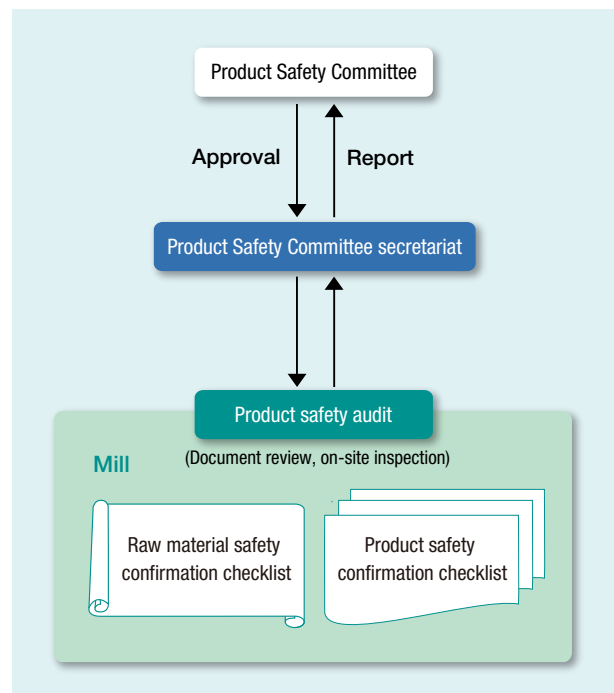 Product Safety Committee
Approval
Report
Product Safety Committee secretariat
Product safety audit
Mill
(Document review, on-site inspection)
Raw material safety
confirmation checklist
Product safety
confirmation checklist